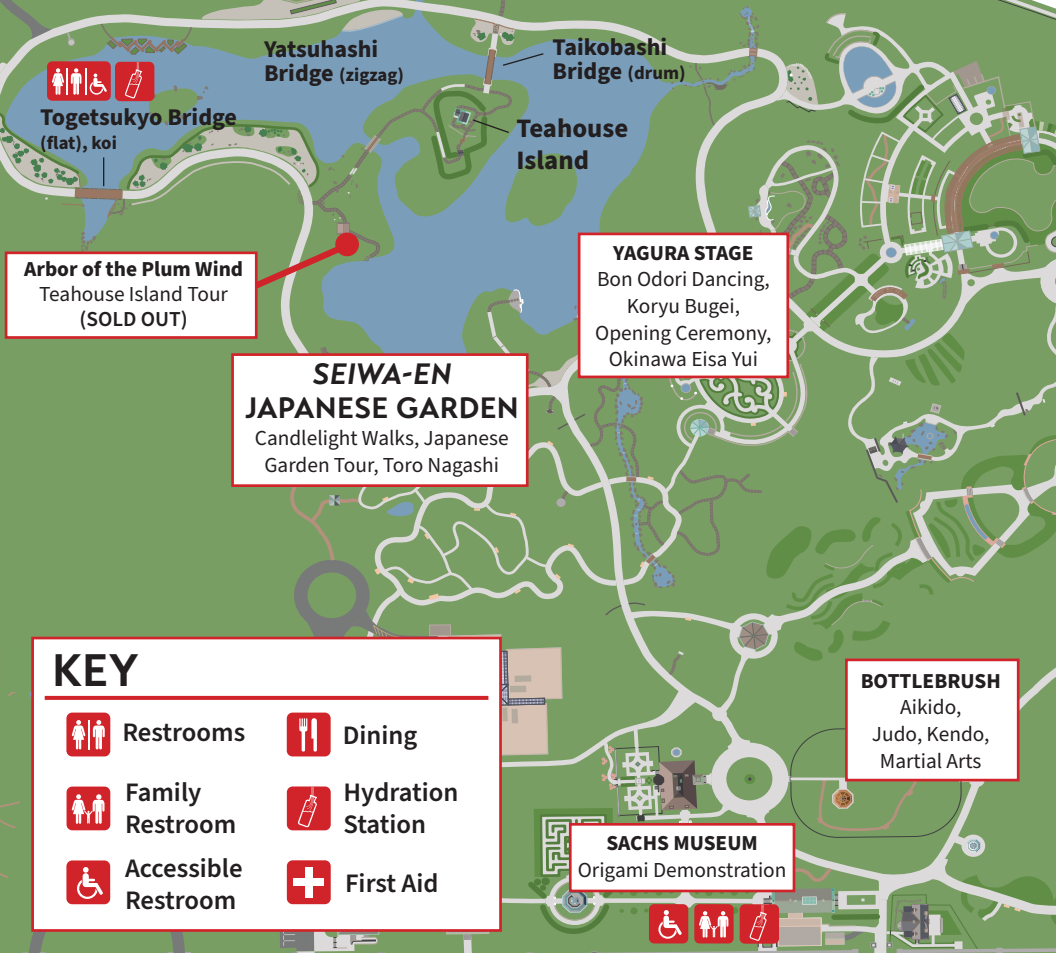 Yatsuhashi
Bridge (zigzag)
Taikobashi
Bridge (drum)
Togetsukyo Bridge
(flat), koi
Teahouse
Island
Arbor of the Plum Wind
Teahouse Island Tour
(SOLD OUT)
YAGURA STAGE
Bon Odori Dancing,
Koryu Bugei,
Opening Ceremony,
Okinawa Eisa Yui
SEIWA-EN
JAPANESE GARDEN
Candlelight Walks, Japanese
Garden Tour, Toro Nagashi
KEY
Restrooms
Dining
Family
Restroom
Hydration
Station
Accessible
Restroom
First Aid
BOTTLEBRUSH
Aikido,
Judo, Kendo,
Martial Arts
SACHS MUSEUM
Origami Demonstration